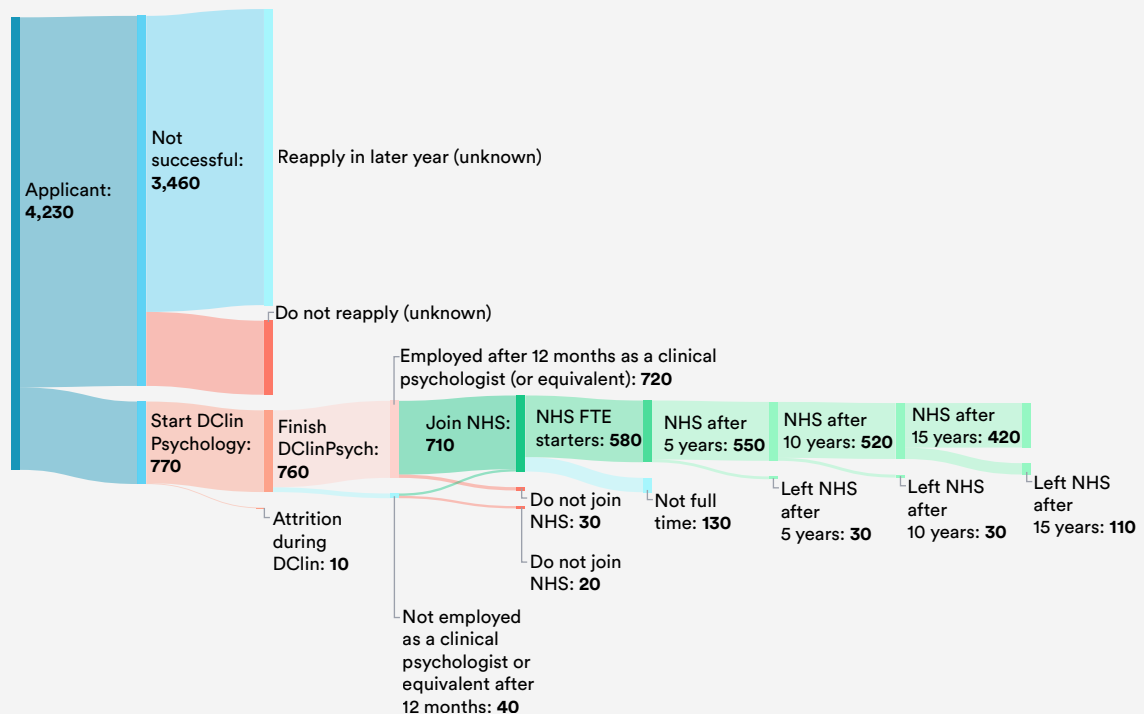 Applicant:
4,230
Not
successful:
3,460
Reapply in later year (unknown)
Do not reapply (unknown)
Start DClin
Psychology:
770
Attrition
during
DClin: 10
Finish
DClinPsych:
760
Employed after 12 months as a clinical
psychologist (or equivalent): 720
Not employed
as a clinical
psychologist or
equivalent after
12 months: 40
Join NHS:
710
Do not join
NHS: 30
Do not join
NHS: 20
NHS FTE
starters: 580
Not full
time: 130
NHS after
5 years: 550
Left NHS
after
5 years: 30
NHS after
10 years: 520
Left NHS
after
10 years: 30
NHS after
15 years: 420
Left NHS
after
15 years: 110